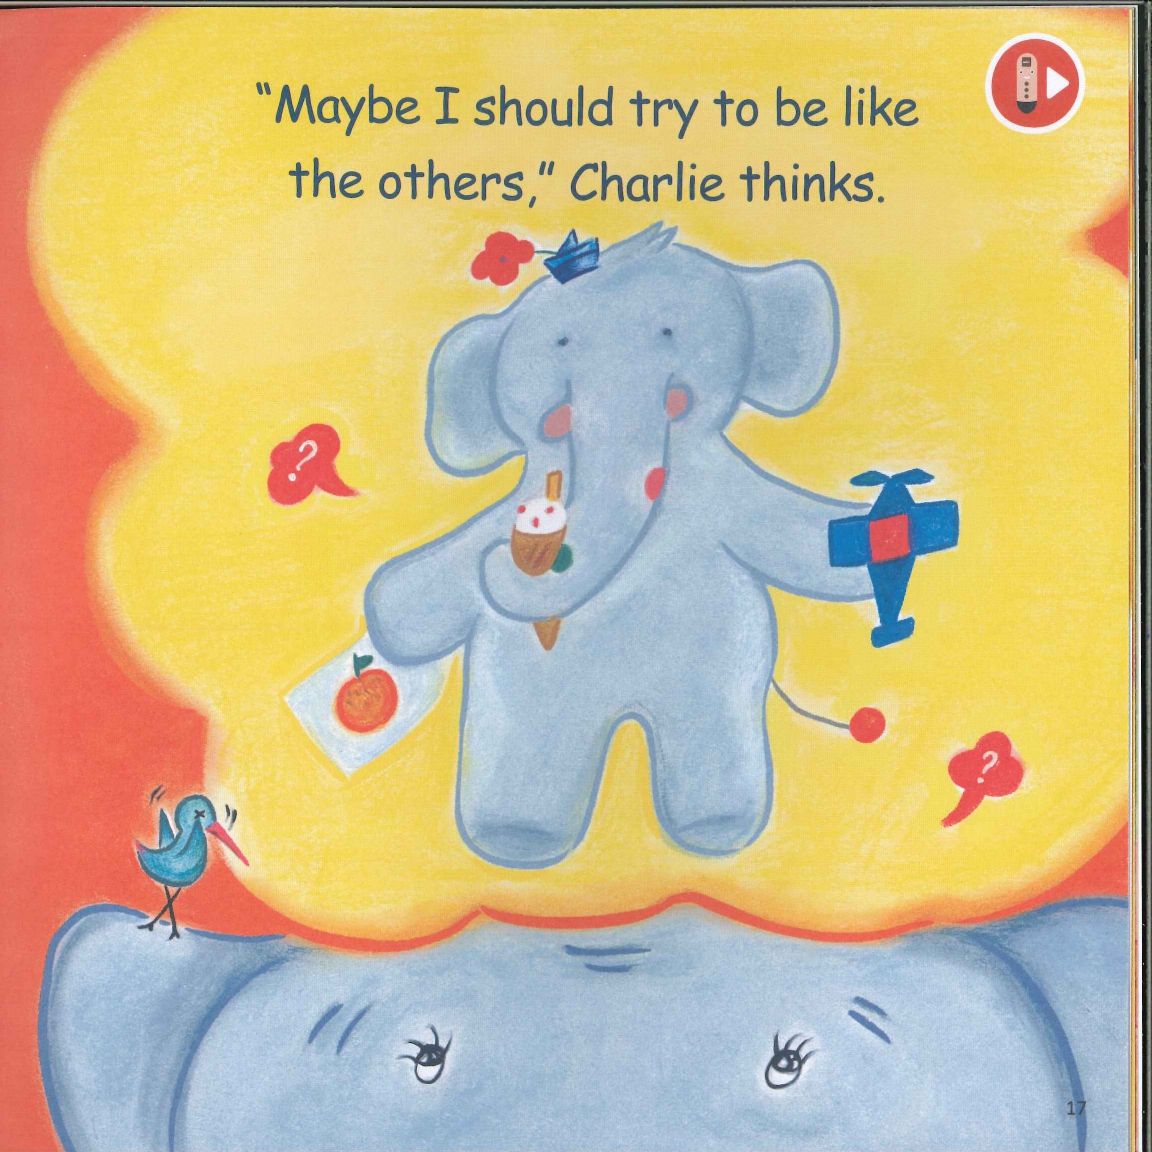 “Maybe I should try to be like
the others,” Charlie thinks.
?
?
17